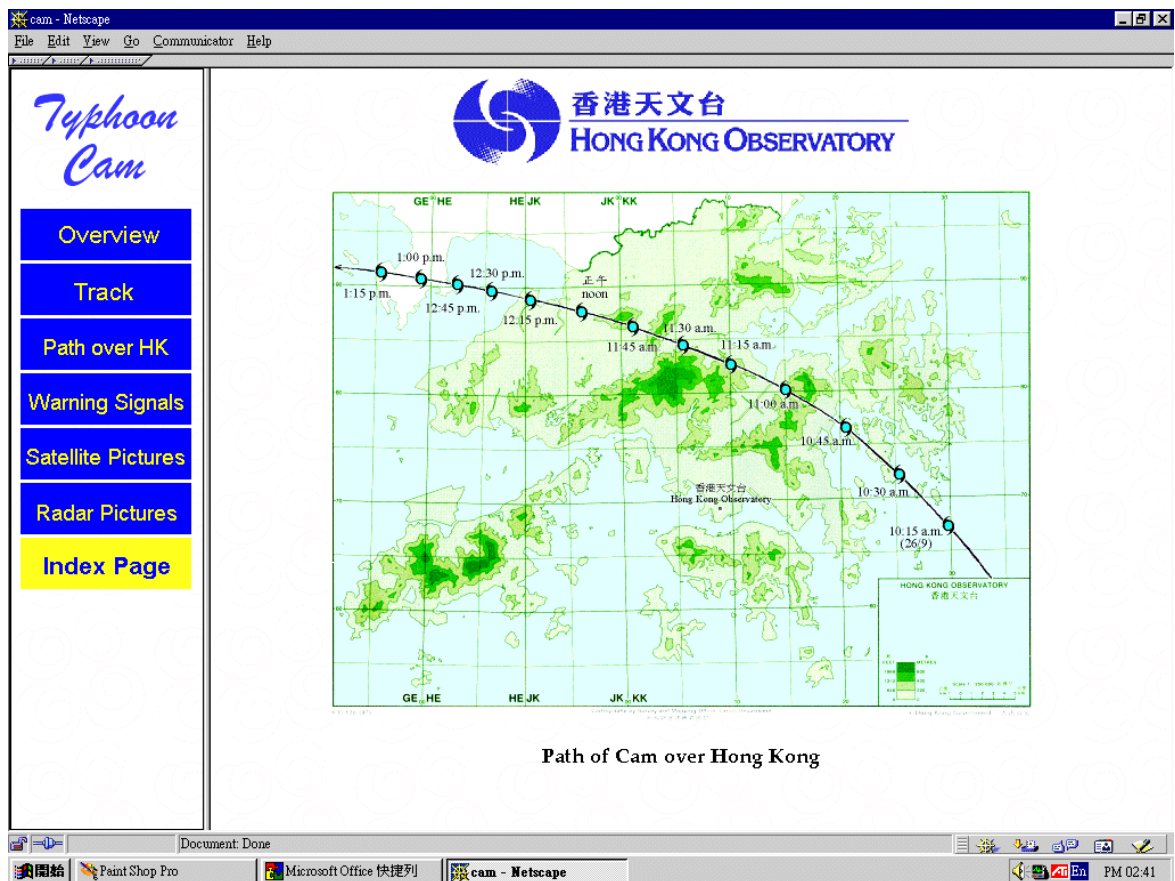 cam - Netscape
File Edit View Go Communicator Help
Typhoon
Cam
Overview
Track
Path over HK
Warning Signals
Satellite Pictures
Radar Pictures
Index Page
香港天文台
HONG KONG OBSERVATORY
GE HE HE JK JK KK
1:00 p.m.
12:30 p.m.
正午
noon
1:15 p.m.
12:45 p.m.
12:15 p.m.
11:30 a.m.
11:45 a.m.
11:15 a.m.
11:00 a.m.
10:45 a.m.
香港天文台
Hong Kong Observatory
10:30 a.m.
10:15 a.m.
(26/9)
HONG KONG OBSERVATORY
香港天文台
GE HE HE JK JK KK
Path of Cam over Hong Kong
Document: Done
開始 Paint Shop Pro Microsoft Office 快捷列 cam - Netscape En PM 02:41